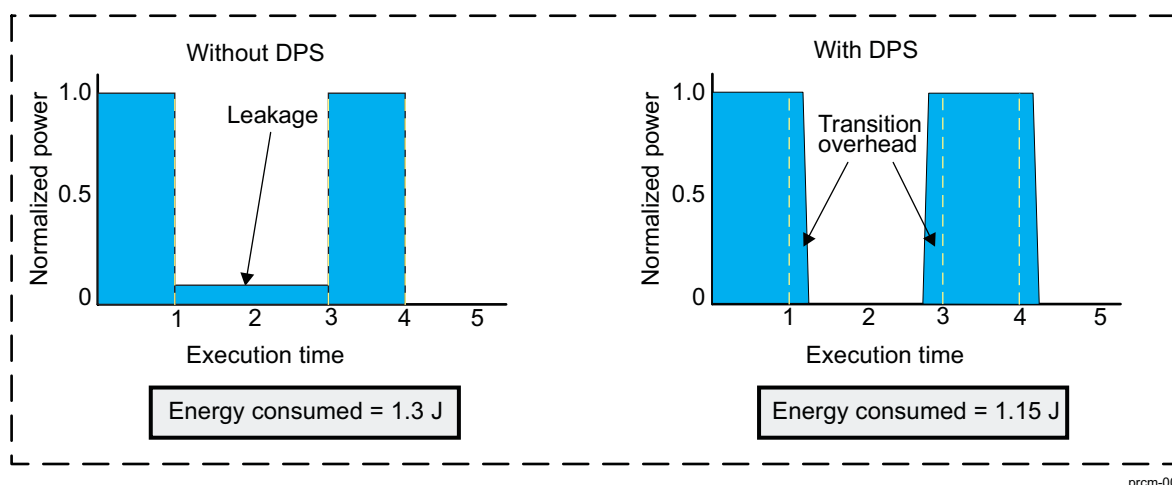 Without DPS
1.0
0.5
0
Normalized power
Leakage
1 2 3 4 5
Execution time
Energy consumed = 1.3 J
With DPS
1.0
0.5
0
Normalized power
Transition
overhead
1 2 3 4 5
Execution time
Energy consumed = 1.15 J